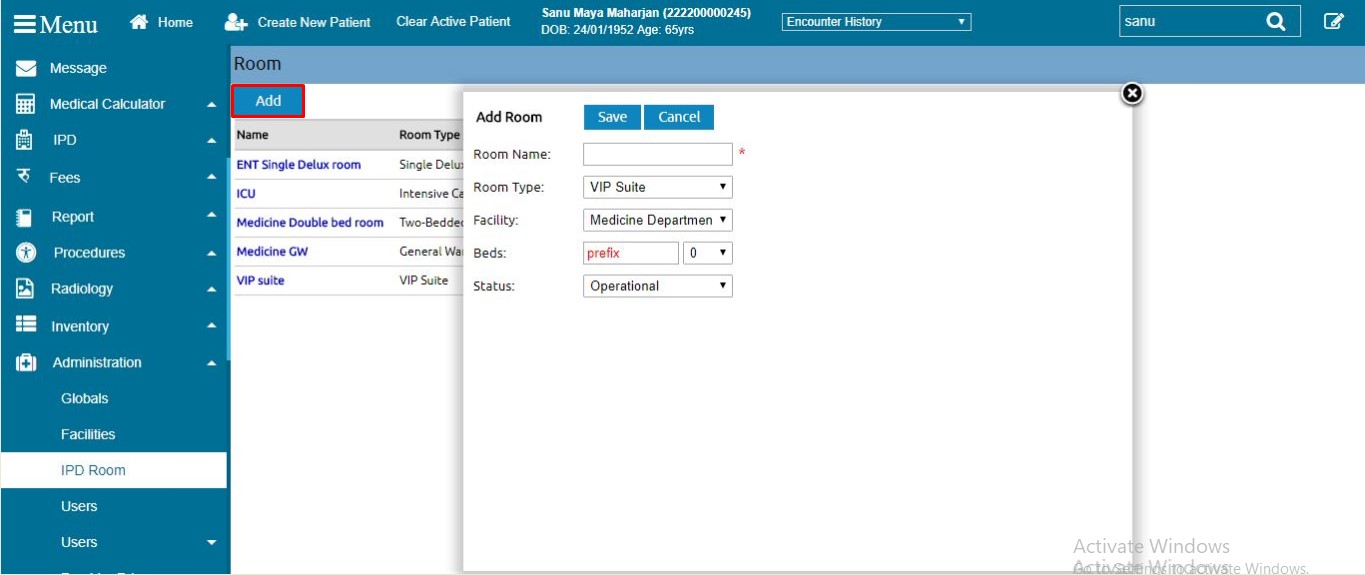 Menu Home Create New Patient Clear Active Patient Sanu Maya Maharjan (222200000245) Encounter History sanu
DOB: 24/01/1952 Age: 65yrs
Message
Medical Calculator
IPD
Fees
Report
Procedures
Radiology
Inventory
Administration
Globals
Facilities
IPD Room
Users
Users
Room
Add
Name Room Type
ENT Single Delux room Single Delux
ICU Intensive Ca
Medicine Double bed room Two-Bedded
Medicine GW General War
VIP suite VIP Suite
Add Room Save Cancel
Room Name: *
Room Type: VIP Suite
Facility: Medicine Departmen
Beds: prefix 0
Status: Operational
Activate Windows
Go to Settings to activate Windows.